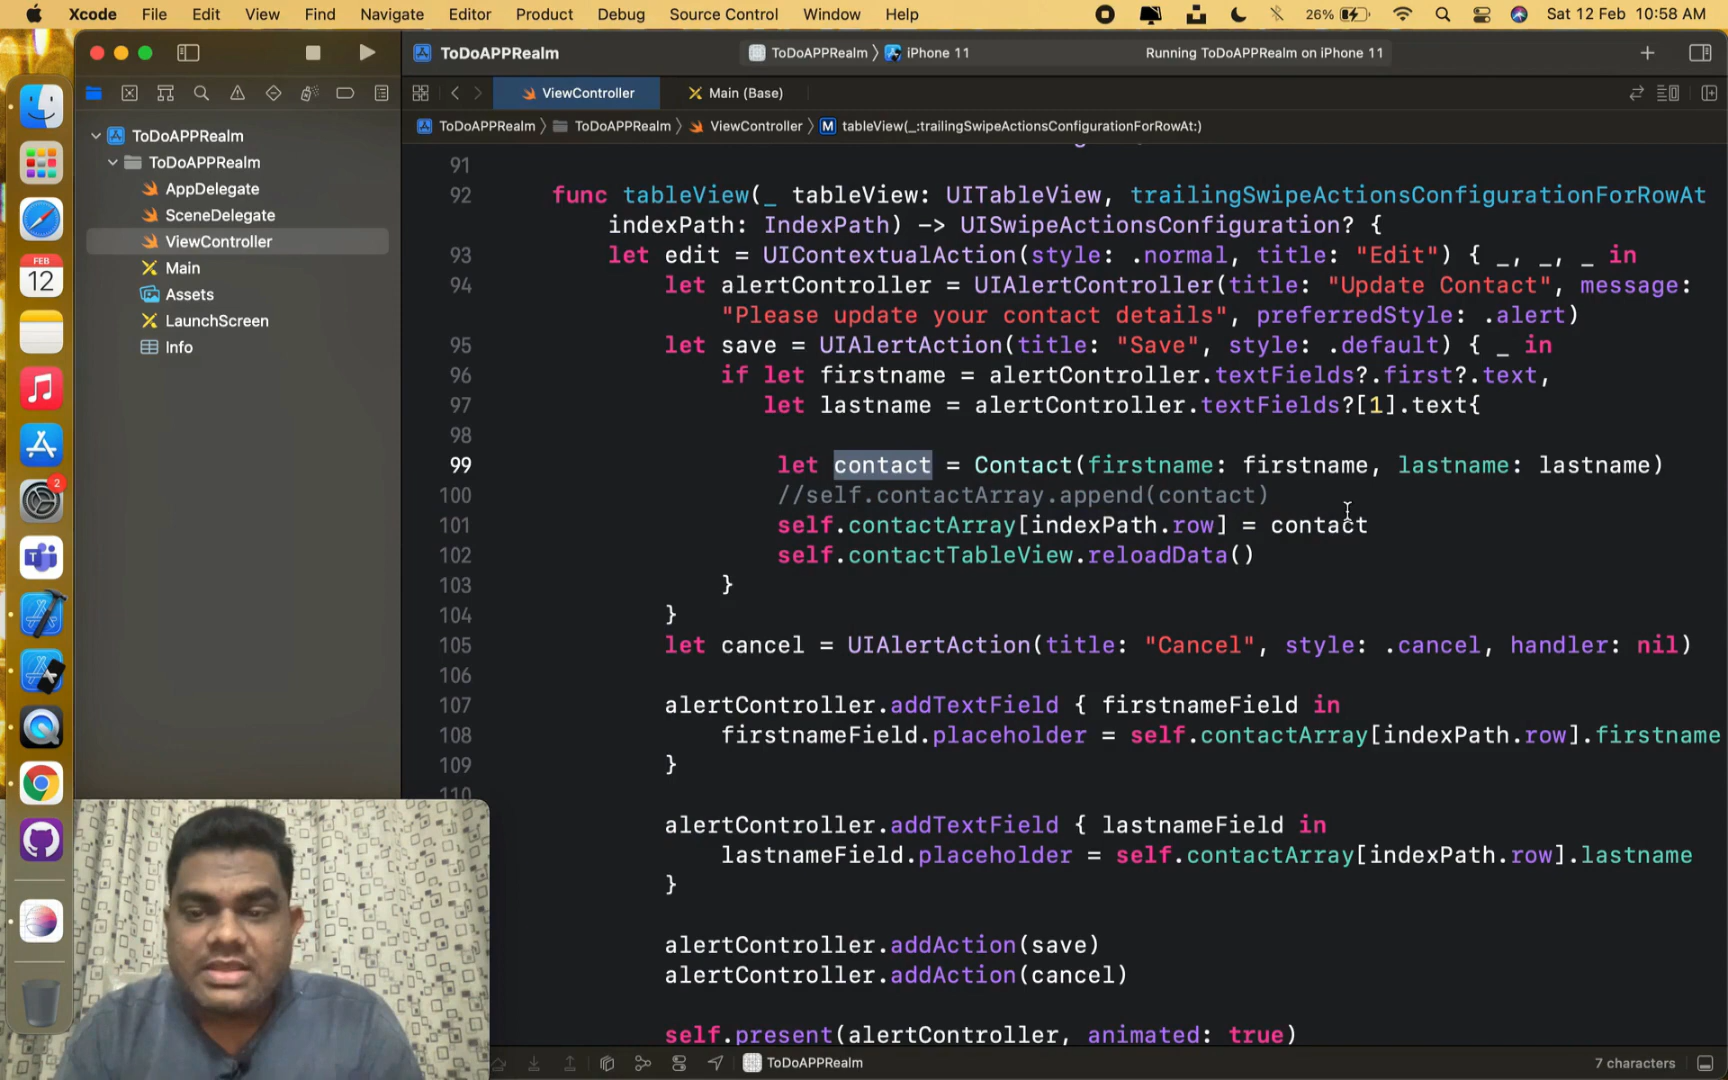 Xcode File Edit View Find Navigate Editor Product Debug Source Control Window Help 26% Sat 12 Feb 10:58 AM
ToDoAPPRealm ToDoAPPRealm 〉 iPhone 11 Running ToDoAPPRealm on iPhone 11
ViewController Main (Base)
ToDoAPPRealm 〉 ToDoAPPRealm 〉 ViewController 〉 M tableView(_:trailingSwipeActionsConfigurationForRowAt:)
ToDoAPPRealm
ToDoAPPRealm
AppDelegate
SceneDelegate
ViewController
Main
Assets
LaunchScreen
Info
FEB
12
2
91
92 func tableView(_ tableView: UITableView, trailingSwipeActionsConfigurationForRowAt
indexPath: IndexPath) -> UISwipeActionsConfiguration? {
93 let edit = UIContextualAction(style: .normal, title: "Edit") { _, _, _ in
94 let alertController = UIAlertController(title: "Update Contact", message:
"Please update your contact details", preferredStyle: .alert)
95 let save = UIAlertAction(title: "Save", style: .default) { _ in
96 if let firstname = alertController.textFields?.first?.text,
97 let lastname = alertController.textFields?[1].text{
98
99 let contact = Contact(firstname: firstname, lastname: lastname)
100 //self.contactArray.append(contact)
101 self.contactArray[indexPath.row] = contact
102 self.contactTableView.reloadData()
103 }
104 }
105 let cancel = UIAlertAction(title: "Cancel", style: .cancel, handler: nil)
106
107 alertController.addTextField { firstnameField in
108 firstnameField.placeholder = self.contactArray[indexPath.row].firstname
109 }
110
alertController.addTextField { lastnameField in
lastnameField.placeholder = self.contactArray[indexPath.row].lastname
}
alertController.addAction(save)
alertController.addAction(cancel)
self.present(alertController, animated: true)
ToDoAPPRealm 7 characters